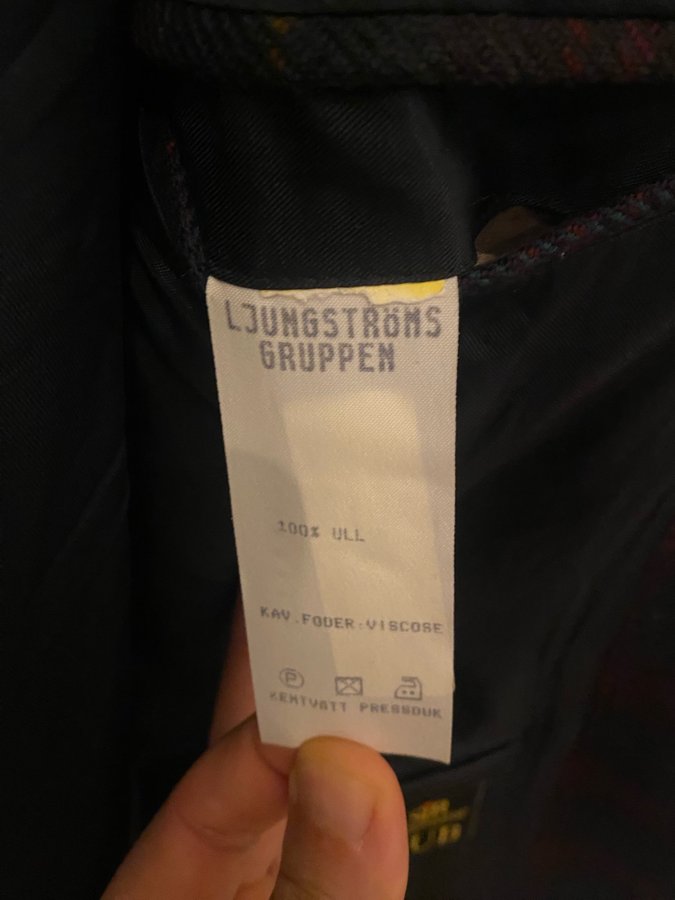 LJUNGSTRÖMS
GRUPPEN
100% ULL
KAV.FODER:VISCOSE
P
KEMTVÄTT PRESSDUK